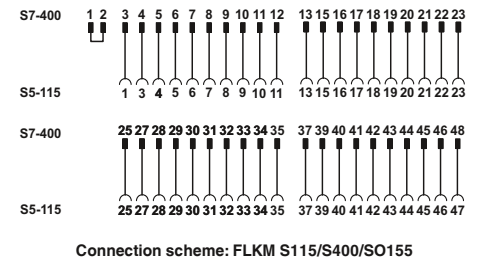 S7-400 1 2 3 4 5 6 7 8 9 10 11 12 13 15 16 17 18 19 20 21 22 23
S5-115 1 3 4 5 6 7 8 9 10 11 13 15 16 17 18 19 20 21 22 23
S7-400 25 27 28 29 30 31 32 33 34 35 37 39 40 41 42 43 44 45 46 48
S5-115 25 27 28 29 30 31 32 33 34 35 37 39 40 41 42 43 44 45 46 47
Connection scheme: FLKM S115/S400/SO155